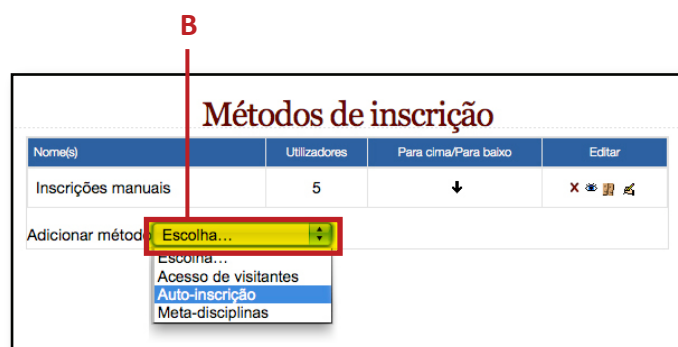 B
Métodos de inscrição
Nome(s) Utilizadores Para cima/Para baixo Editar
Inscrições manuais 5
Adicionar método Escolha...
Escolha...
Acesso de visitantes
Auto-inscrição
Meta-disciplinas